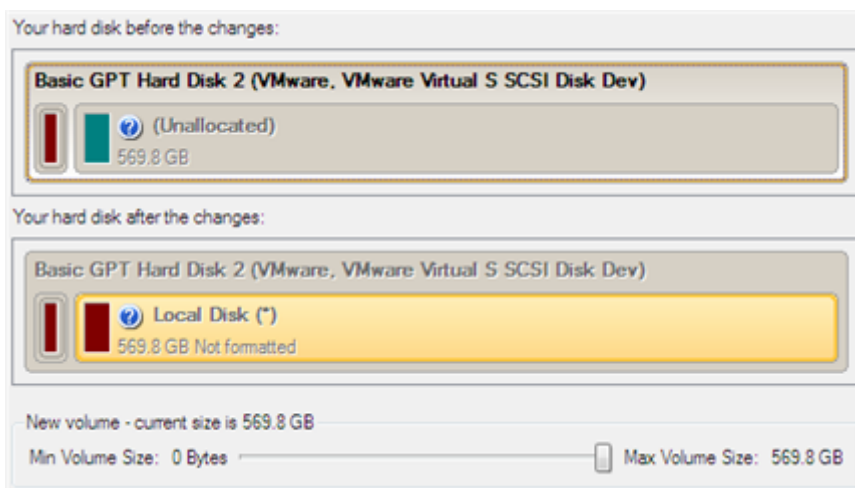 Your hard disk before the changes:
Basic GPT Hard Disk 2 (VMware, VMware Virtual S SCSI Disk Dev)
(Unallocated)
569.8 GB
Your hard disk after the changes:
Basic GPT Hard Disk 2 (VMware, VMware Virtual S SCSI Disk Dev)
Local Disk (*)
569.8 GB Not formatted
New volume - current size is 569.8 GB
Min Volume Size: 0 Bytes Max Volume Size: 569.8 GB